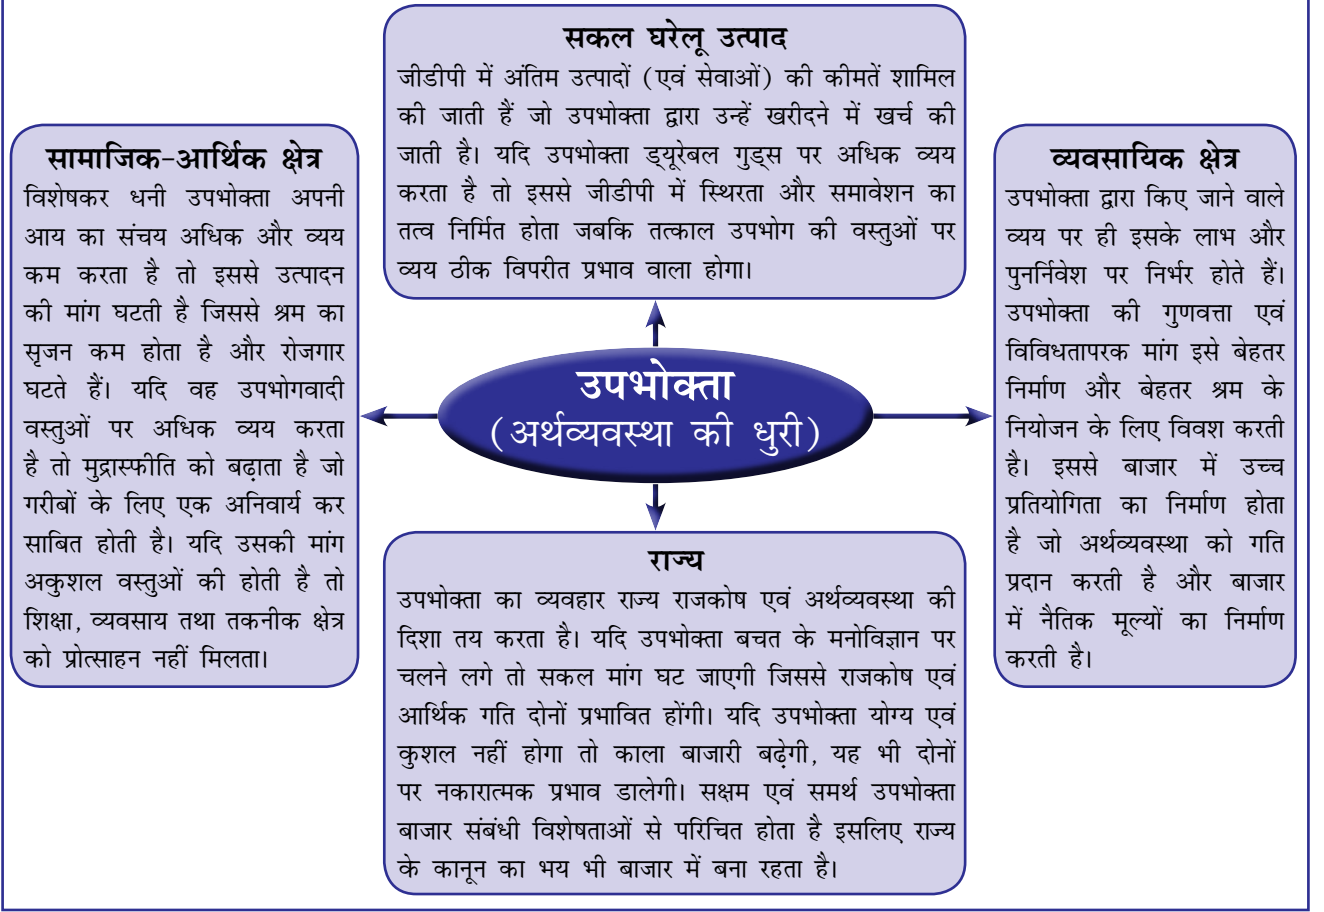 सकल घरेलू उत्पाद
जीडीपी में अंतिम उत्पादों (एवं सेवाओं) की कीमतें शामिल
की जाती हैं जो उपभोक्ता द्वारा उन्हें खरीदने में खर्च की
जाती है। यदि उपभोक्ता ड्यूरेबल गुड्स पर अधिक व्यय
करता है तो इससे जीडीपी में स्थिरता और समावेशन का
तत्व निर्मित होता जबकि तत्काल उपभोग की वस्तुओं पर
व्यय ठीक विपरीत प्रभाव वाला होगा।
सामाजिक-आर्थिक क्षेत्र
विशेषकर धनी उपभोक्ता अपनी
आय का संचय अधिक और व्यय
कम करता है तो इससे उत्पादन
की मांग घटती है जिससे श्रम का
सृजन कम होता है और रोजगार
घटते हैं। यदि वह उपभोगवादी
वस्तुओं पर अधिक व्यय करता
है तो मुद्रास्फीति को बढ़ाता है जो
गरीबों के लिए एक अनिवार्य कर
साबित होती है। यदि उसकी मांग
अकुशल वस्तुओं की होती है तो
शिक्षा, व्यवसाय तथा तकनीक क्षेत्र
को प्रोत्साहन नहीं मिलता।
उपभोक्ता
(अर्थव्यवस्था की धुरी)
व्यवसायिक क्षेत्र
उपभोक्ता द्वारा किए जाने वाले
व्यय पर ही इसके लाभ और
पुनर्निवेश पर निर्भर होते हैं।
उपभोक्ता की गुणवत्ता एवं
विविधतापरक मांग इसे बेहतर
निर्माण और बेहतर श्रम के
नियोजन के लिए विवश करती
है। इससे बाजार में उच्च
प्रतियोगिता का निर्माण होता
है जो अर्थव्यवस्था को गति
प्रदान करती है और बाजार
में नैतिक मूल्यों का निर्माण
करती है।
राज्य
उपभोक्ता का व्यवहार राज्य राजकोष एवं अर्थव्यवस्था की
दिशा तय करता है। यदि उपभोक्ता बचत के मनोविज्ञान पर
चलने लगे तो सकल मांग घट जाएगी जिससे राजकोष एवं
आर्थिक गति दोनों प्रभावित होंगी। यदि उपभोक्ता योग्य एवं
कुशल नहीं होगा तो काला बाजारी बढ़ेगी, यह भी दोनों
पर नकारात्मक प्रभाव डालेगी। सक्षम एवं समर्थ उपभोक्ता
बाजार संबंधी विशेषताओं से परिचित होता है इसलिए राज्य
के कानून का भय भी बाजार में बना रहता है।